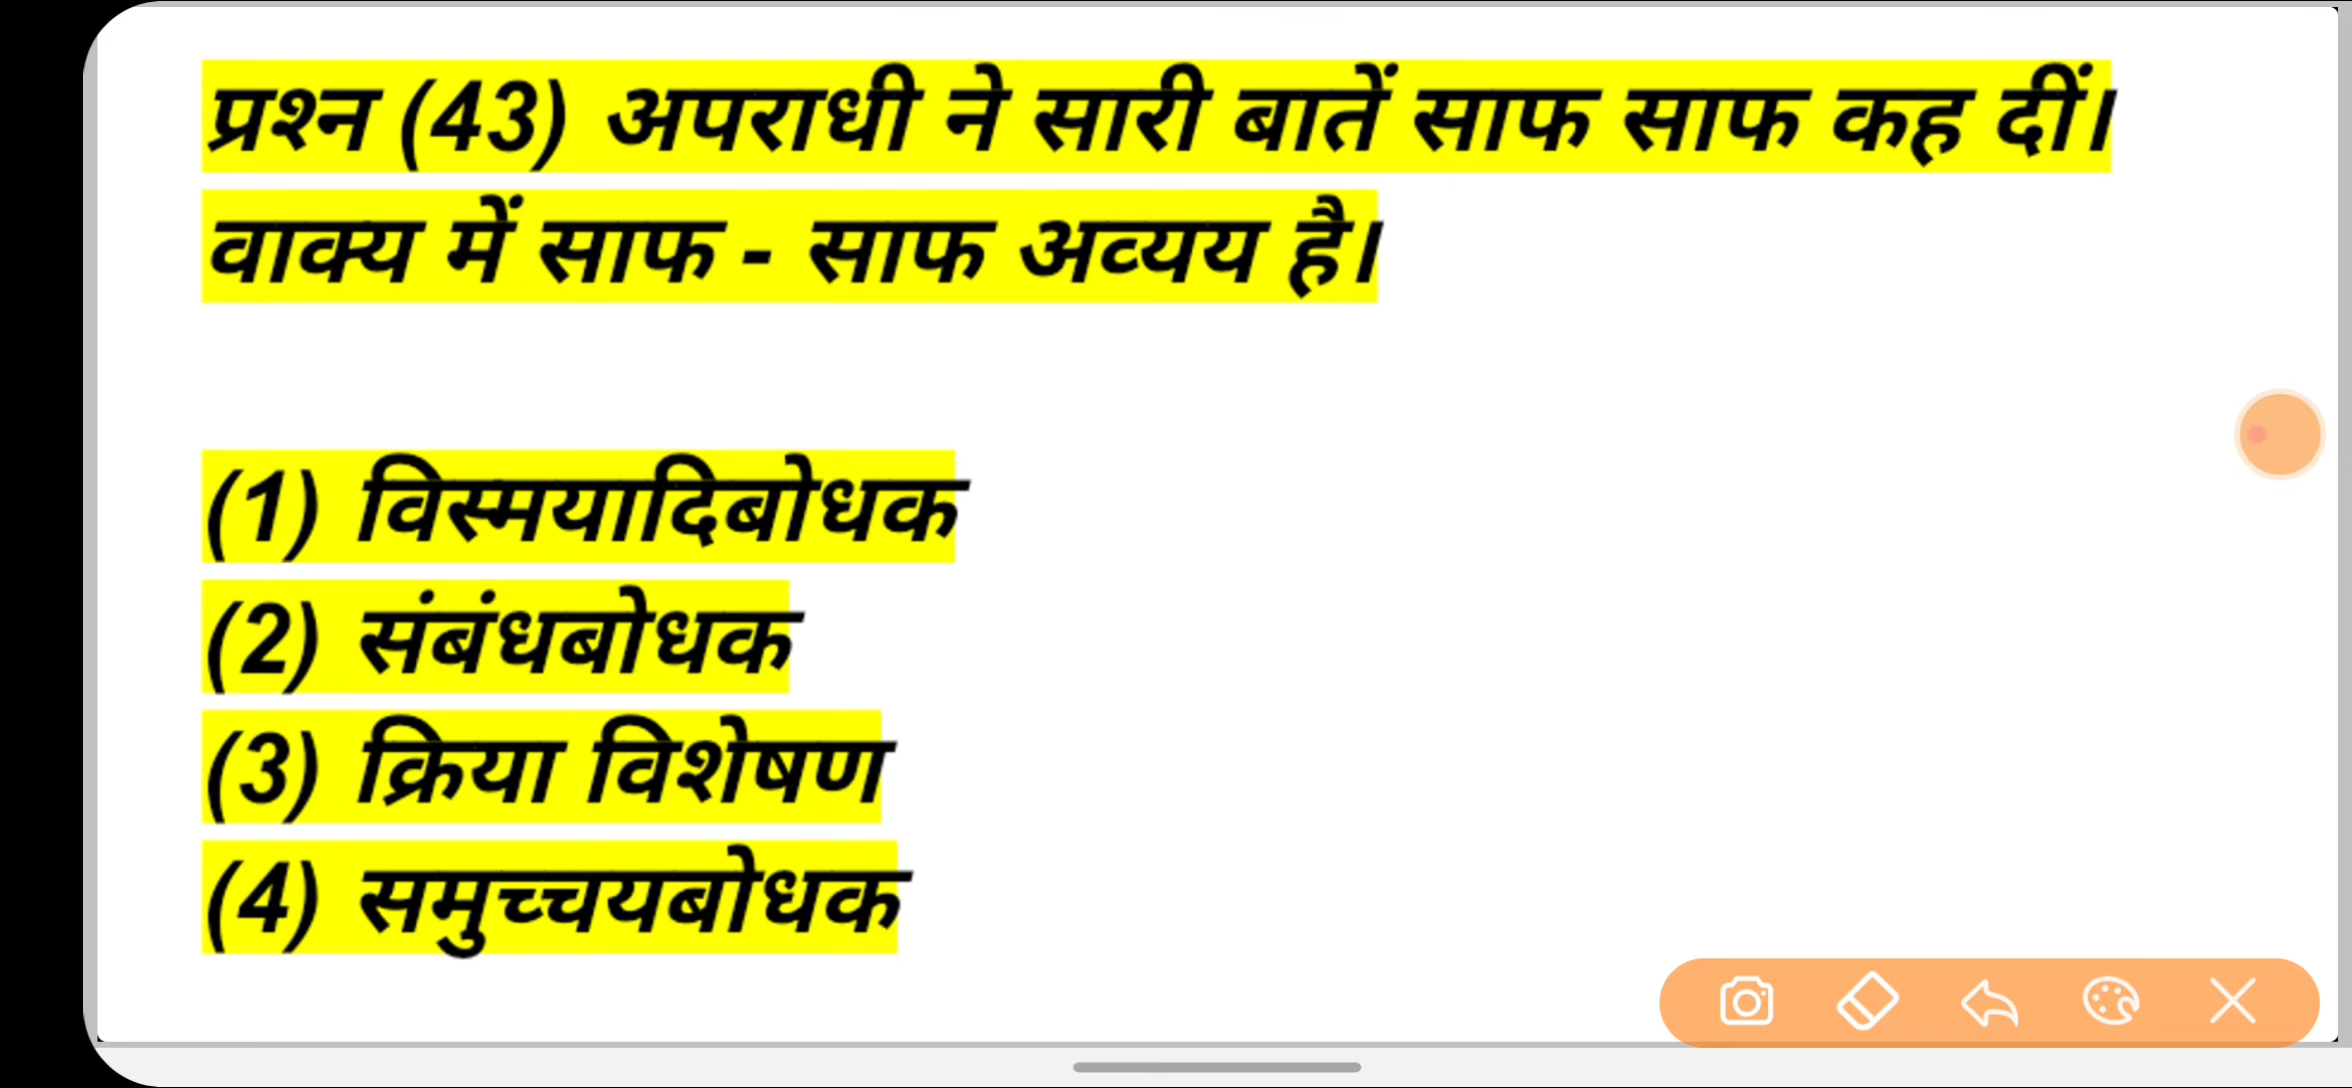 प्रश्न (43) अपराधी ने सारी बातें साफ साफ कह दीं।
वाक्य में साफ - साफ अव्यय है।
(1) विस्मयादिबोधक
(2) संबंधबोधक
(3) क्रिया विशेषण
(4) समुच्चयबोधक